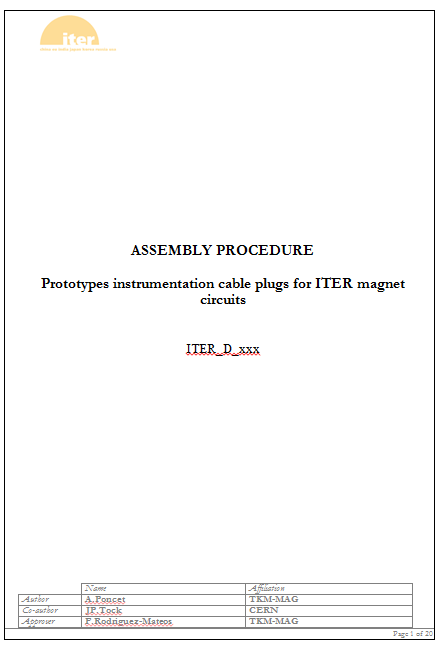 iter
ASSEMBLY PROCEDURE
Prototypes instrumentation cable plugs for ITER magnet
circuits
ITER_D_xxx
Name Affiliation
Author A.Poncet TKM-MAG
Co-author JP.Tock CERN
Approver F.Rodriguez-Mateos TKM-MAG
Page 1 of 20